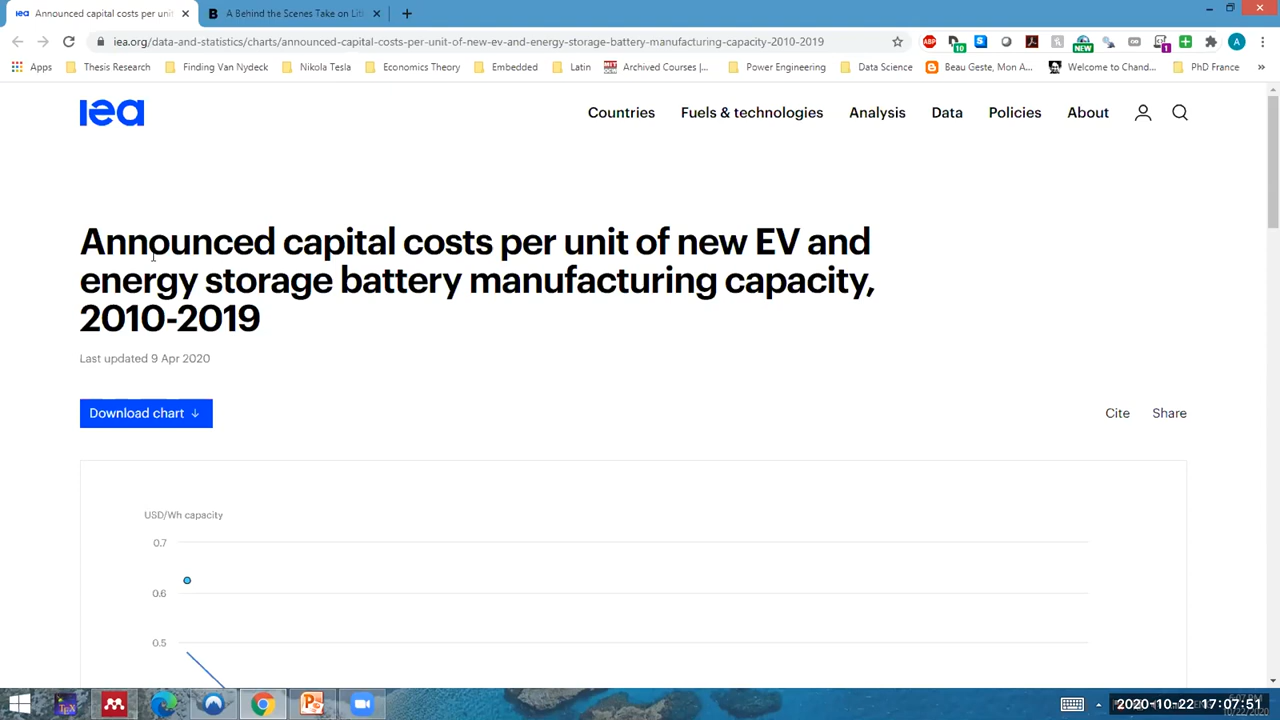 Announced capital costs per unit
A Behind the Scenes Take on Lit
iea.org/data-and-statistics/charts/announced-capital-costs-per-unit-of-new-ev-and-energy-storage-battery-manufacturing-capacity-2010-2019
ABP
10
NEW
1
A
Apps
Thesis Research
Finding Van Nydeck
Nikola Tesla
Economics Theory
Embedded
Latin
Archived Courses |...
Power Engineering
Data Science
Beau Geste, Mon A...
Welcome to Chand...
PhD France
iea
Countries
Fuels & technologies
Analysis
Data
Policies
About
Announced capital costs per unit of new EV and
energy storage battery manufacturing capacity,
2010-2019
Last updated 9 Apr 2020
Download chart ↓
Cite
Share
USD/Wh capacity
0.7
0.6
0.5
2020-10-22 17:07:51